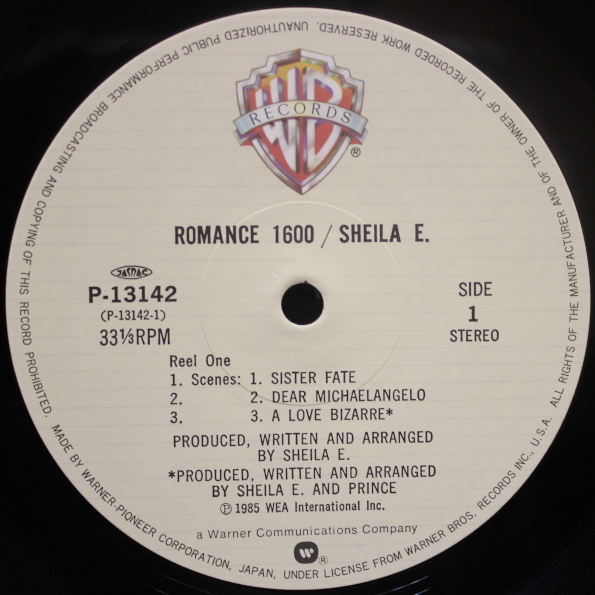 WB
RECORDS
®
ROMANCE 1600 / SHEILA E.
JASRAC
P-13142
(P-13142-1)
33⅓RPM
SIDE
1
STEREO
Reel One
1. Scenes: 1. SISTER FATE
2. 2. DEAR MICHAELANGELO
3. 3. A LOVE BIZARRE*
PRODUCED, WRITTEN AND ARRANGED
BY SHEILA E.
*PRODUCED, WRITTEN AND ARRANGED
BY SHEILA E. AND PRINCE
℗ 1985 WEA International Inc.
a Warner Communications Company
®
ALL RIGHTS OF THE MANUFACTURER AND OF THE OWNER OF THE RECORDED WORK RESERVED. UNAUTHORIZED PUBLIC PERFORMANCE BROADCASTING AND COPYING OF THIS RECORD PROHIBITED. MADE BY WARNER-PIONEER CORPORATION, JAPAN, UNDER LICENSE FROM WARNER BROS. RECORDS INC., U.S.A.